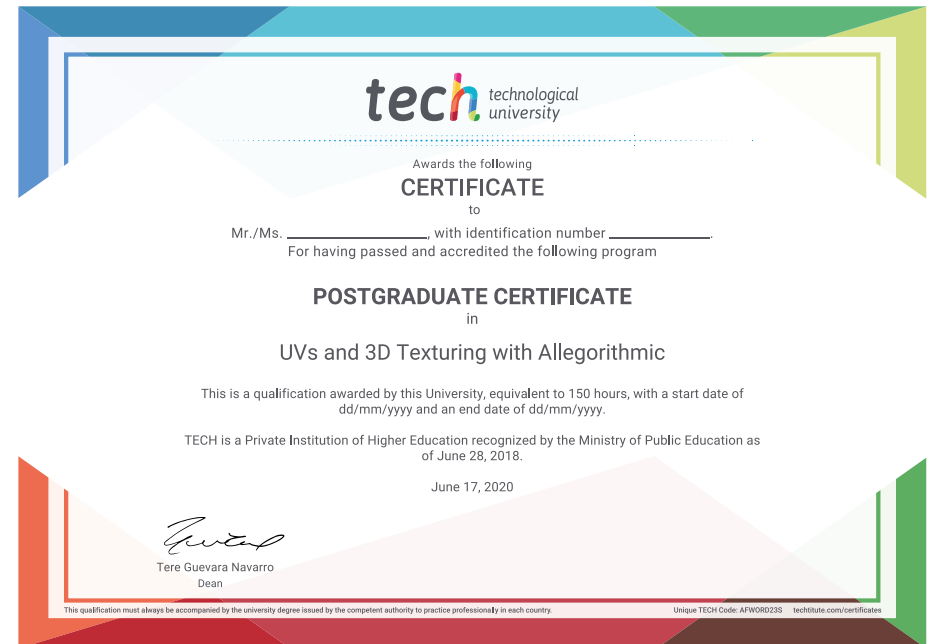 tech technological
university
Awards the following
CERTIFICATE
to
Mr./Ms. ____________________, with identification number ______________.
For having passed and accredited the following program
POSTGRADUATE CERTIFICATE
in
UVs and 3D Texturing with Allegorithmic
This is a qualification awarded by this University, equivalent to 150 hours, with a start date of
dd/mm/yyyy and an end date of dd/mm/yyyy.
TECH is a Private Institution of Higher Education recognized by the Ministry of Public Education as
of June 28, 2018.
June 17, 2020
Tere Guevara Navarro
Dean
This qualification must always be accompanied by the university degree issued by the competent authority to practice professionally in each country. Unique TECH Code: AFWORD23S techtitute.com/certificates